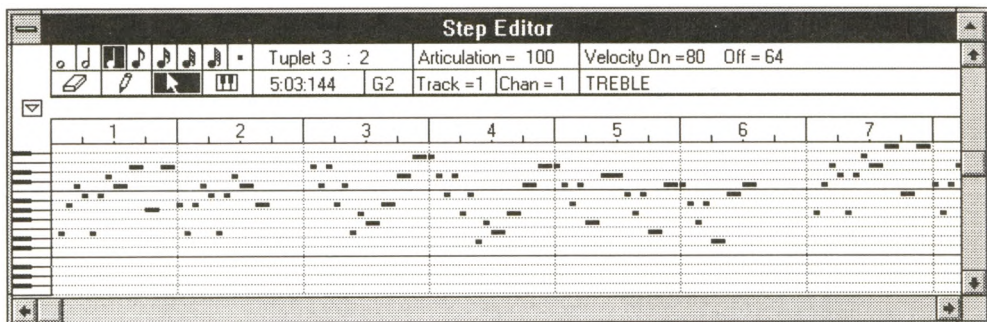 Step Editor
Tuplet 3 : 2 Articulation = 100 Velocity On =80 Off = 64
5:03:144 G2 Track =1 Chan = 1 TREBLE
1 2 3 4 5 6 7